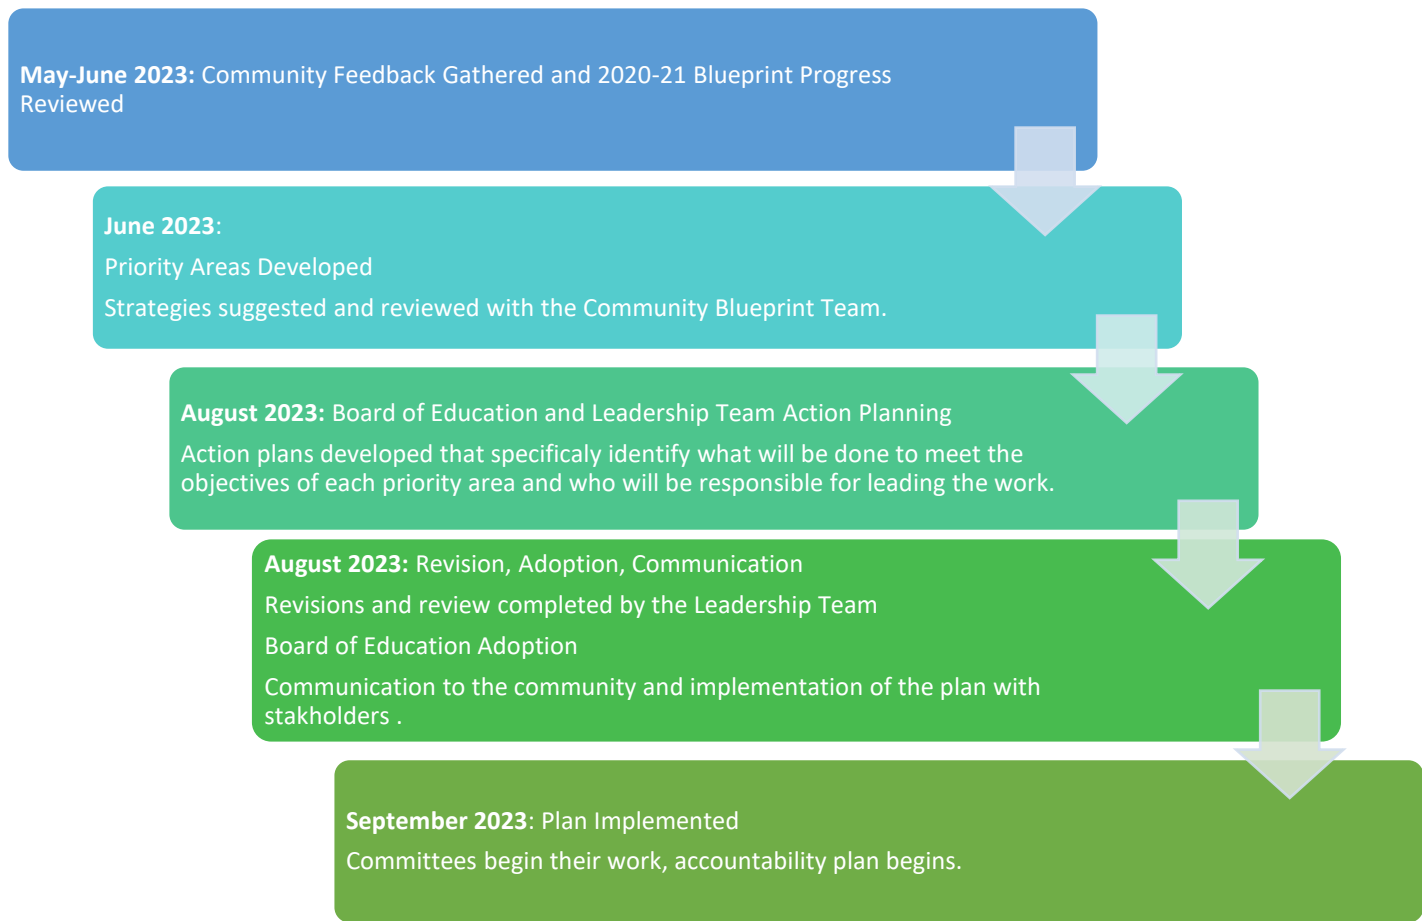 May-June 2023: Community Feedback Gathered and 2020-21 Blueprint Progress
Reviewed
June 2023:
Priority Areas Developed
Strategies suggested and reviewed with the Community Blueprint Team.
August 2023: Board of Education and Leadership Team Action Planning
Action plans developed that specificaly identify what will be done to meet the
objectives of each priority area and who will be responsible for leading the work.
August 2023: Revision, Adoption, Communication
Revisions and review completed by the Leadership Team
Board of Education Adoption
Communication to the community and implementation of the plan with
stakholders .
September 2023: Plan Implemented
Committees begin their work, accountability plan begins.